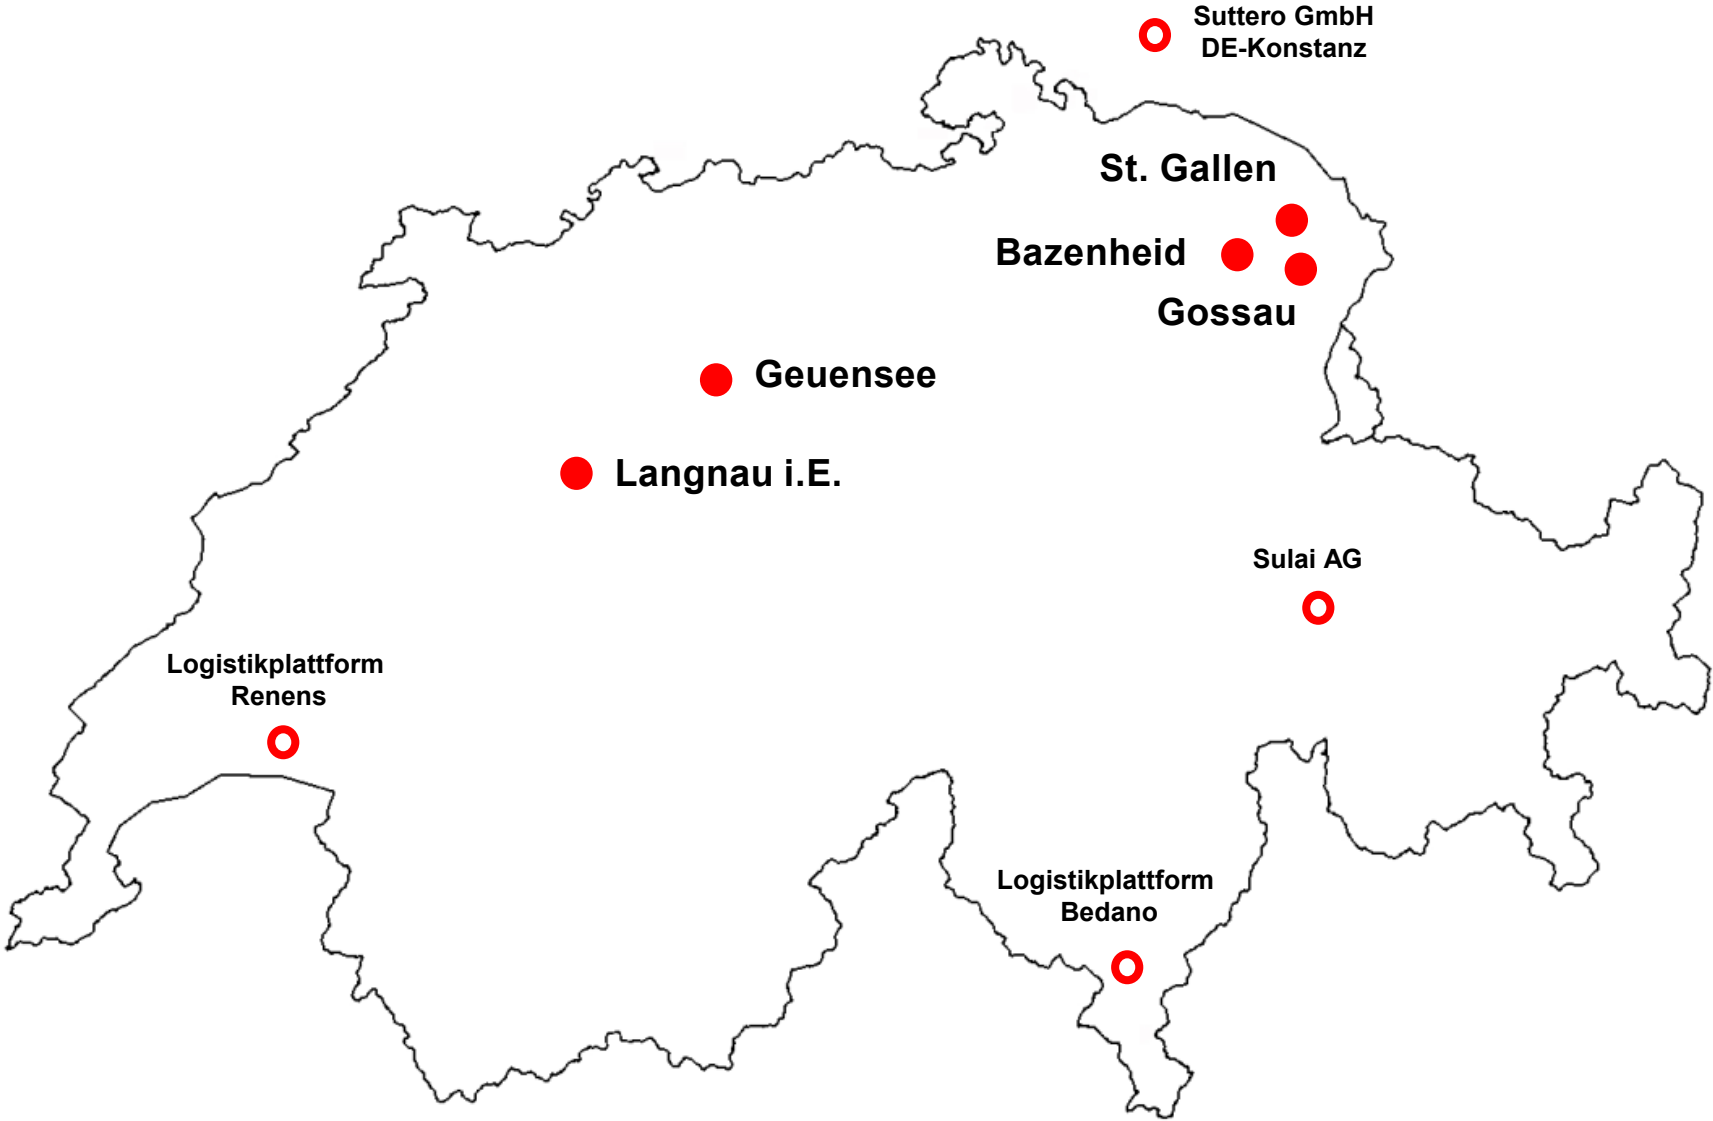 Suttero GmbH
DE-Konstanz
St. Gallen
Bazenheid
Gossau
Geuensee
Langnau i.E.
Sulai AG
Logistikplattform
Renens
Logistikplattform
Bedano